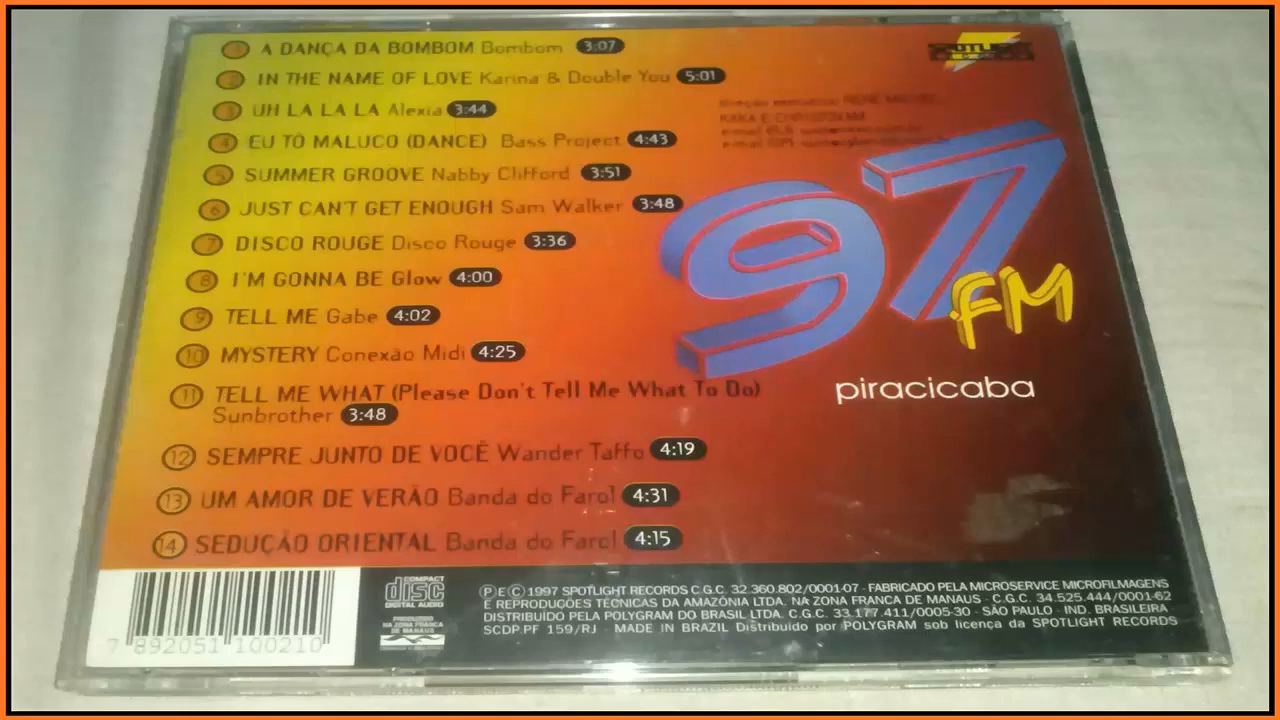 1 A DANÇA DA BOMBOM Bombom 3:07
2 IN THE NAME OF LOVE Karina & Double You 5:01
3 UH LA LA LA Alexia 3:44
4 EU TÔ MALUCO (DANCE) Bass Project 4:43
5 SUMMER GROOVE Nabby Clifford 3:51
6 JUST CAN'T GET ENOUGH Sam Walker 3:48
7 DISCO ROUGE Disco Rouge 3:36
8 I'M GONNA BE Glow 4:00
9 TELL ME Gabe 4:02
10 MYSTERY Conexão Midi 4:25
11 TELL ME WHAT (Please Don't Tell Me What To Do)
Sunbrother 3:48
12 SEMPRE JUNTO DE VOCÊ Wander Taffo 4:19
13 UM AMOR DE VERÃO Banda do Farol 4:31
14 SEDUÇÃO ORIENTAL Banda do Farol 4:15
97
FM
piracicaba
7 892051 100210
COMPACT
disc
DIGITAL AUDIO
PRODUZIDO
NA ZONA FRANCA
DE MANAUS
Ⓟ E Ⓒ 1997 SPOTLIGHT RECORDS C.G.C. 32.360.802/0001-07 - FABRICADO PELA MICROSERVICE MICROFILMAGENS
E REPRODUÇÕES TÉCNICAS DA AMAZÔNIA LTDA. NA ZONA FRANCA DE MANAUS - C.G.C. 34.525.444/0001-62
DISTRIBUÍDO PELA POLYGRAM DO BRASIL LTDA. C.G.C. 33.177.411/0005-30 - SÃO PAULO - IND. BRASILEIRA
SCDP.PF 159/RJ - MADE IN BRAZIL Distribuido por POLYGRAM sob licença da SPOTLIGHT RECORDS